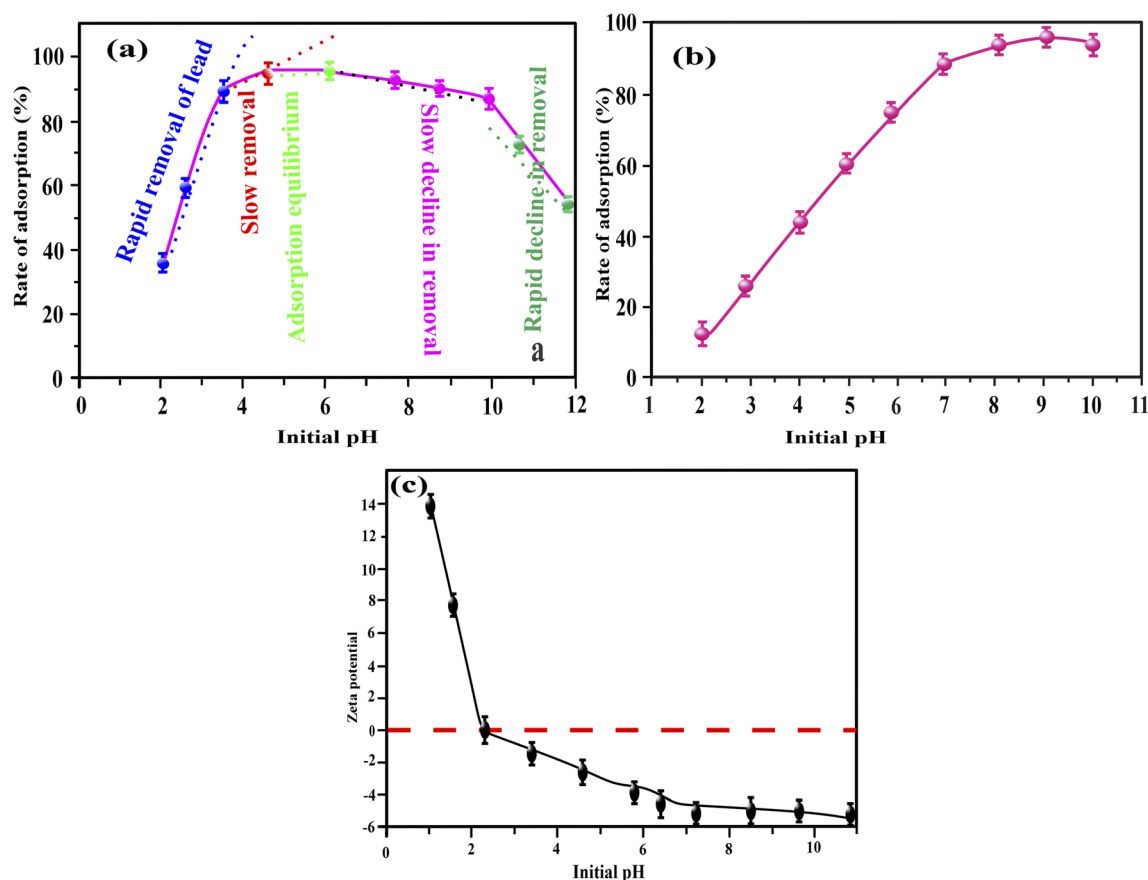 (a)
Rate of adsorption (%)
100
80
60
40
20
0
Rapid removal of lead
Slow removal
Adsorption equilibrium
Slow decline in removal
Rapid decline in removal
a
0 2 4 6 8 10 12
Initial pH
(b)
Rate of adsorption (%)
100
80
60
40
20
0
1 2 3 4 5 6 7 8 9 10 11
Initial pH
(c)
Zeta potential
14
12
10
8
6
4
2
0
-2
-4
-6
0 2 4 6 8 10
Initial pH